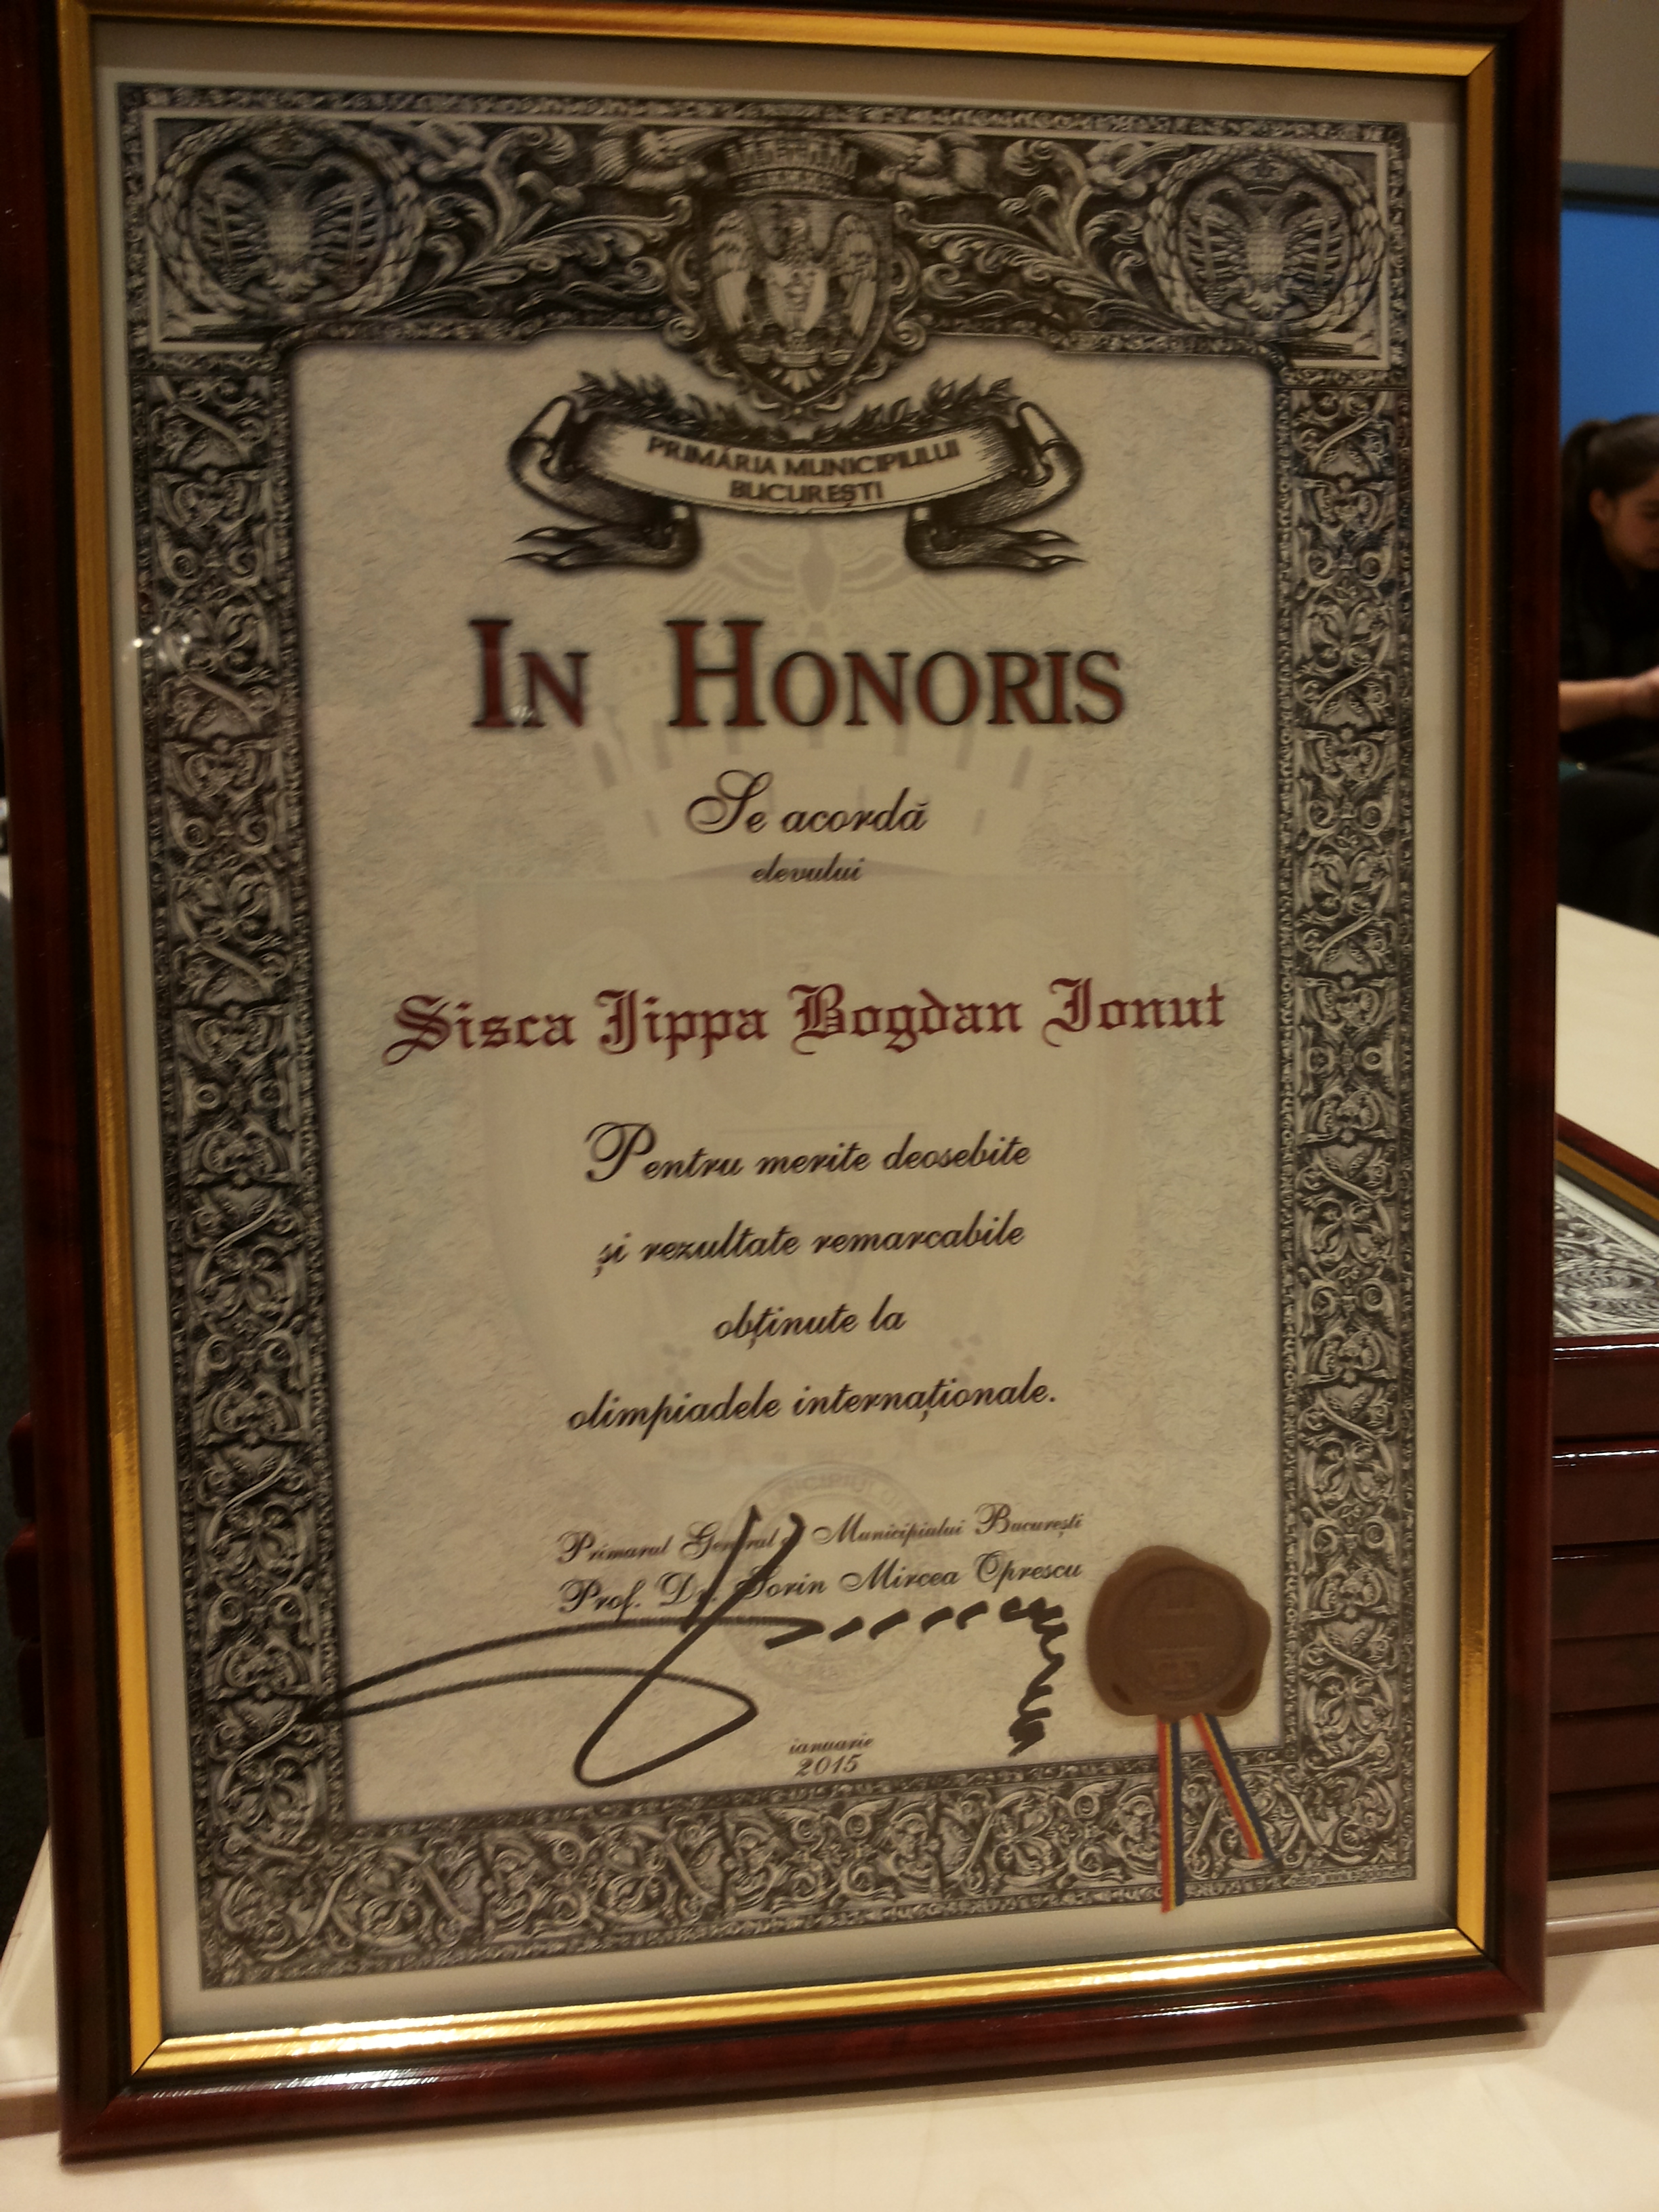 PRIMĂRIA MUNICIPIULUI
BUCUREȘTI
IN HONORIS
Se acordă
elevului
Sisca Jippa Bogdan Ionut
Pentru merite deosebite
și rezultate remarcabile
obținute la
olimpiadele internaționale.
Primarul General al Municipiului București
Prof. Dr. Sorin Mircea Oprescu
ianuarie
2015